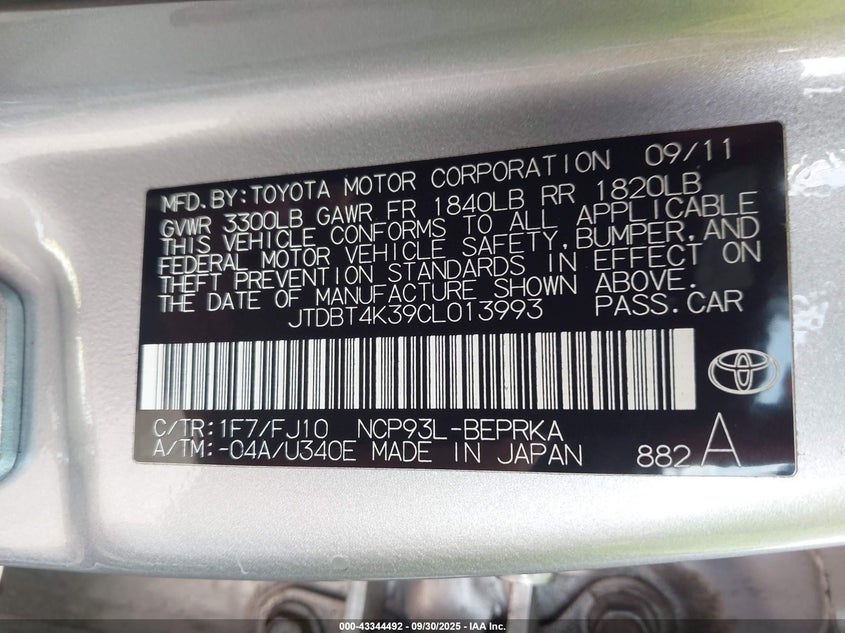 MFD.BY:TOYOTA MOTOR CORPORATION 09/11
GVWR 3300LB GAWR FR 1840LB RR 1820LB
THIS VEHICLE CONFORMS TO ALL APPLICABLE
FEDERAL MOTOR VEHICLE SAFETY,BUMPER,AND
THEFT PREVENTION STANDARDS IN EFFECT ON
THE DATE OF MANUFACTURE SHOWN ABOVE.
JTDBT4K39CL013993 PASS.CAR
C/TR:1F7/FJ10 NCP93L-BEPRKA
A/TM:-04A/U340E MADE IN JAPAN 882 A
000-43344492 - 09/30/2025 - IAA Inc.